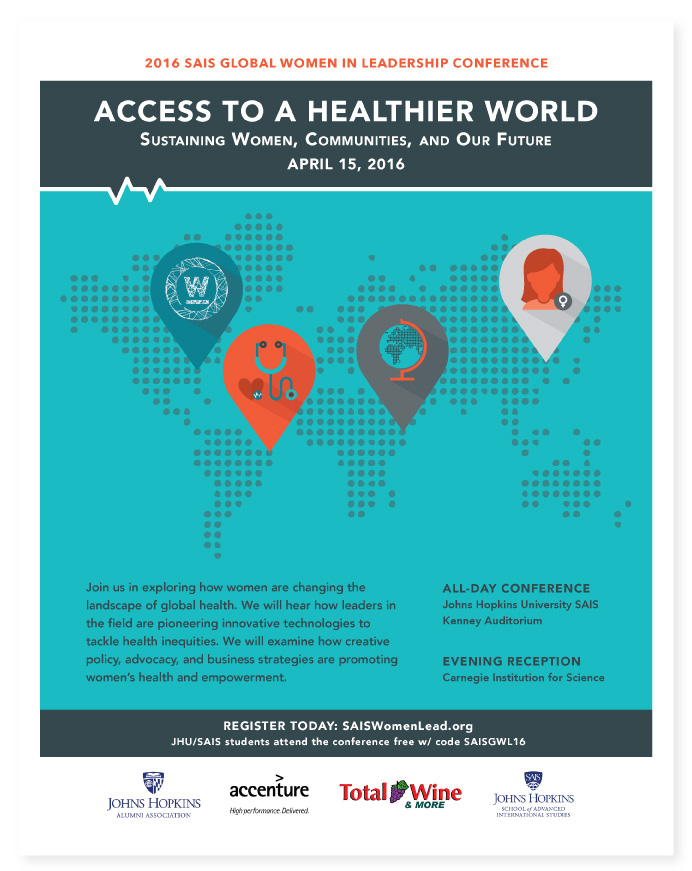 2016 SAIS GLOBAL WOMEN IN LEADERSHIP CONFERENCE
ACCESS TO A HEALTHIER WORLD
SUSTAINING WOMEN, COMMUNITIES, AND OUR FUTURE
APRIL 15, 2016
W
Join us in exploring how women are changing the
landscape of global health. We will hear how leaders in
the field are pioneering innovative technologies to
tackle health inequities. We will examine how creative
policy, advocacy, and business strategies are promoting
women's health and empowerment.
ALL-DAY CONFERENCE
Johns Hopkins University SAIS
Kenney Auditorium
EVENING RECEPTION
Carnegie Institution for Science
REGISTER TODAY: SAISWomenLead.org
JHU/SAIS students attend the conference free w/ code SAISGWL16
JOHNS HOPKINS
ALUMNI ASSOCIATION
accenture
High performance. Delivered.
Total Wine
& MORE
SAIS
JOHNS HOPKINS
SCHOOL of ADVANCED
INTERNATIONAL STUDIES